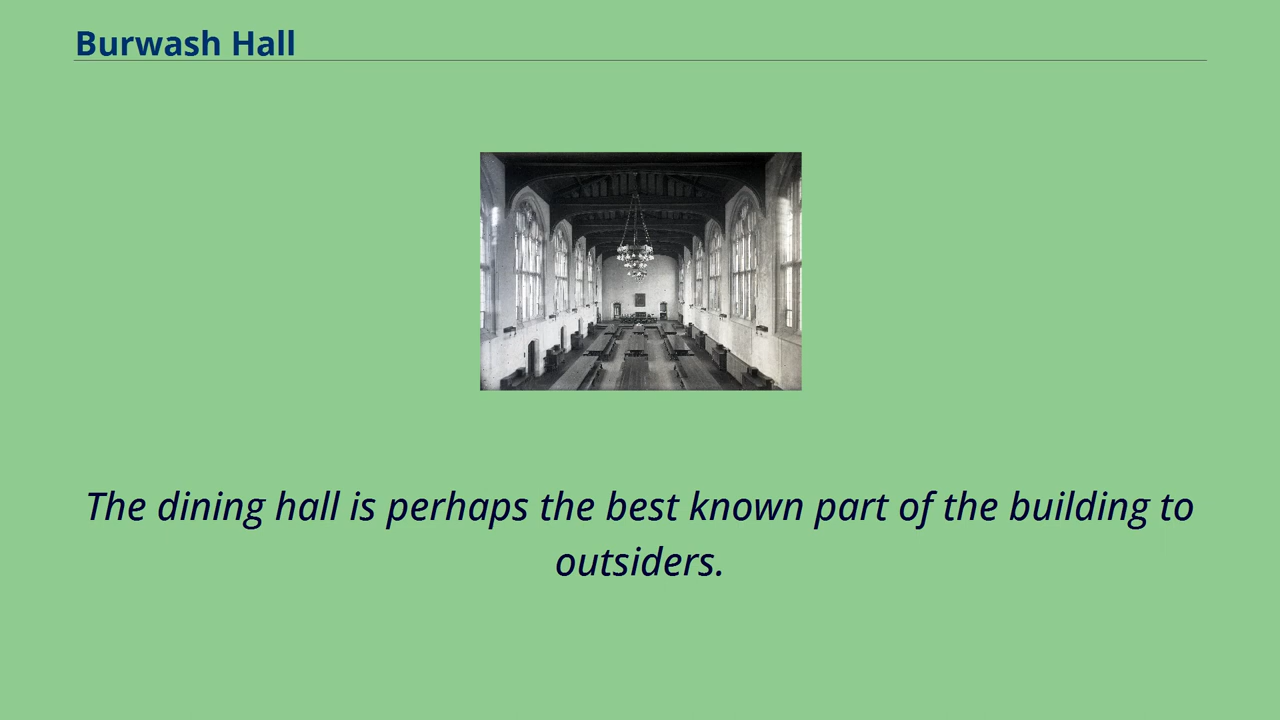 Burwash Hall
The dining hall is perhaps the best known part of the building to
outsiders.